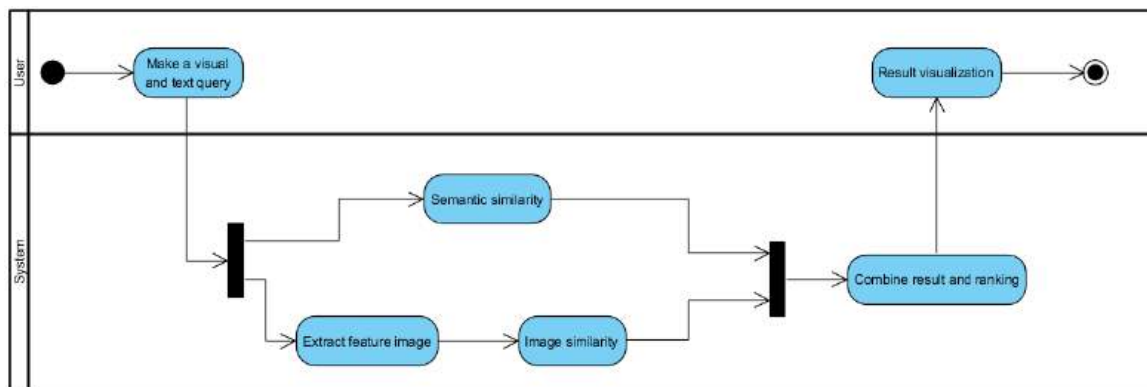 User
Make a visual
and text query
Result visualization
System
Semantic similarity
Extract feature image
Image similarity
Combine result and ranking